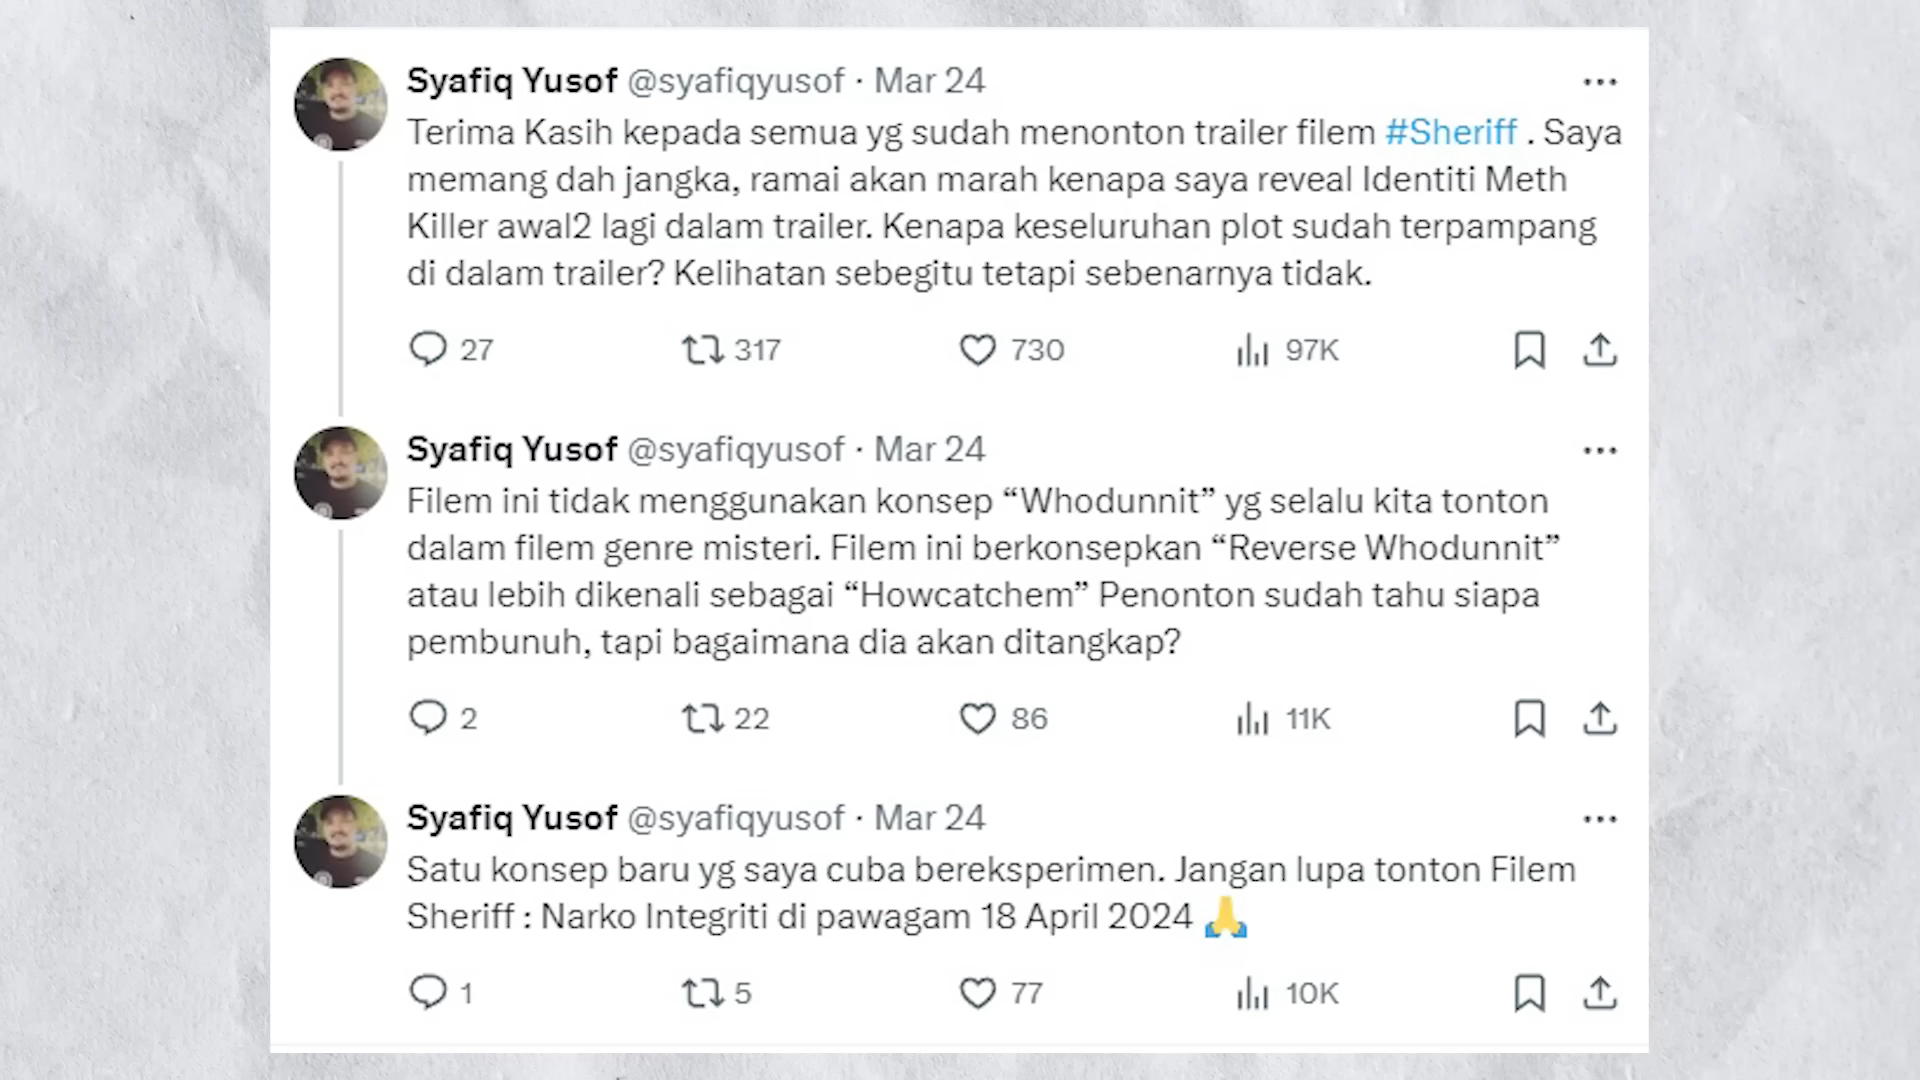 Syafiq Yusof @syafiqyusof · Mar 24
Terima Kasih kepada semua yg sudah menonton trailer filem #Sheriff . Saya
memang dah jangka, ramai akan marah kenapa saya reveal Identiti Meth
Killer awal2 lagi dalam trailer. Kenapa keseluruhan plot sudah terpampang
di dalam trailer? Kelihatan sebegitu tetapi sebenarnya tidak.
27 317 730 97K
Syafiq Yusof @syafiqyusof · Mar 24
Filem ini tidak menggunakan konsep “Whodunnit” yg selalu kita tonton
dalam filem genre misteri. Filem ini berkonsepkan “Reverse Whodunnit”
atau lebih dikenali sebagai “Howcatchem” Penonton sudah tahu siapa
pembunuh, tapi bagaimana dia akan ditangkap?
2 22 86 11K
Syafiq Yusof @syafiqyusof · Mar 24
Satu konsep baru yg saya cuba bereksperimen. Jangan lupa tonton Filem
Sheriff : Narko Integriti di pawagam 18 April 2024 🙏
1 5 77 10K